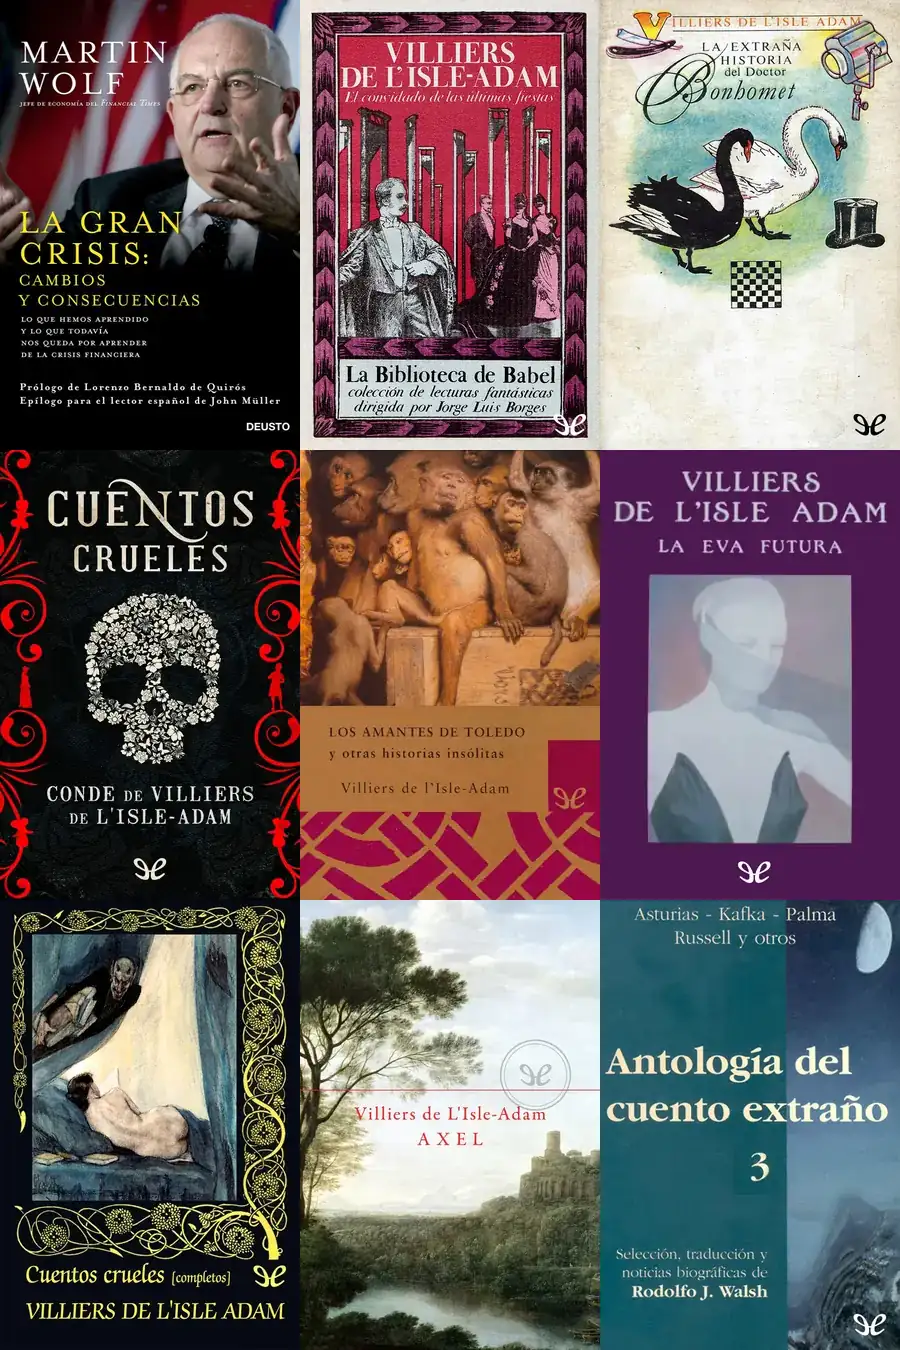 MARTIN
WOLF
JEFE DE ECONOMÍA DEL Financial Times
LA GRAN
CRISIS:
CAMBIOS
Y CONSECUENCIAS
LO QUE HEMOS APRENDIDO
Y LO QUE TODAVÍA
NOS QUEDA POR APRENDER
DE LA CRISIS FINANCIERA
Prólogo de Lorenzo Bernaldo de Quirós
Epílogo para el lector español de John Müller
DEUSTO
VILLIERS
DE L'ISLE-ADAM
El convidado de las últimas fiestas
La Biblioteca de Babel
colección de lecturas fantásticas
dirigida por Jorge Luis Borges
VILLIERS DE L'ISLE ADAM
LA EXTRAÑA
HISTORIA
del Doctor
Bonhomet
CUENTOS
CRUELES
CONDE DE VILLIERS
DE L'ISLE-ADAM
LOS AMANTES DE TOLEDO
y otras historias insólitas
Villiers de l'Isle-Adam
VILLIERS
DE L'ISLE ADAM
LA EVA FUTURA
Cuentos crueles [completos]
VILLIERS DE L'ISLE ADAM
Villiers de L'Isle-Adam
AXEL
Asturias - Kafka - Palma
Russell y otros
Antología del
cuento extraño
3
Selección, traducción y
noticias biográficas de
Rodolfo J. Walsh